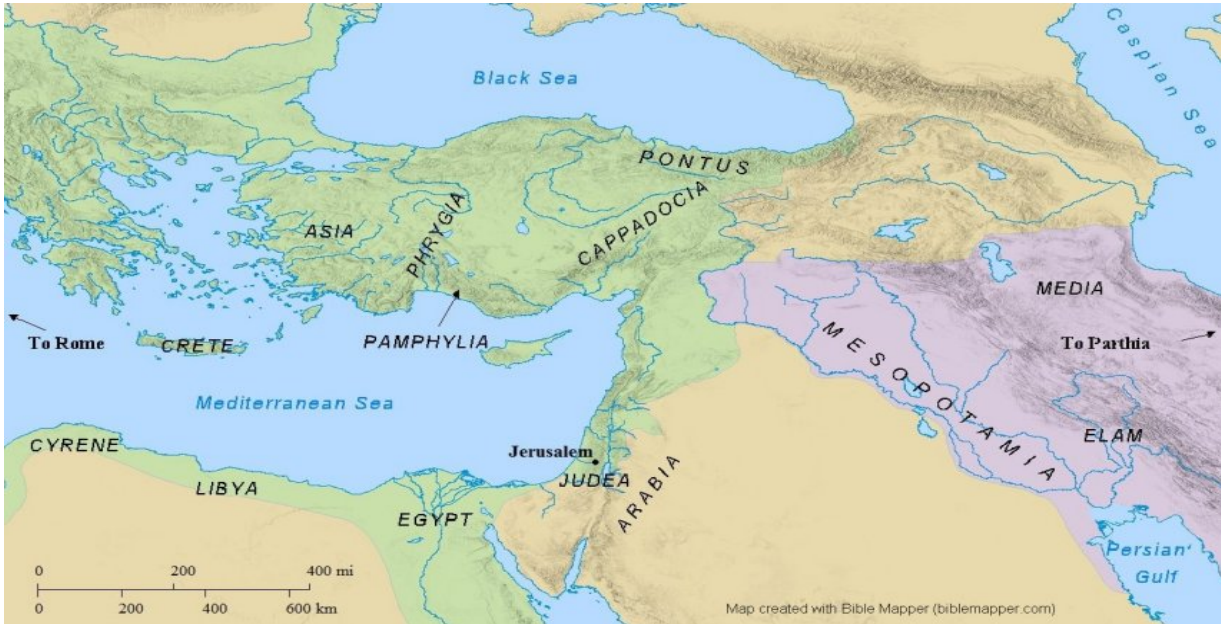 Black Sea
Caspian Sea
PONTUS
CAPPADOCIA
PHRYGIA
ASIA
MEDIA
To Rome
CRETE
PAMPHYLIA
To Parthia
MESOPOTAMIA
Mediterranean Sea
CYRENE
Jerusalem
ELAM
LIBYA
JUDEA
ARABIA
EGYPT
Persian
Gulf
0 200 400 mi
0 200 400 600 km
Map created with Bible Mapper (biblemapper.com)